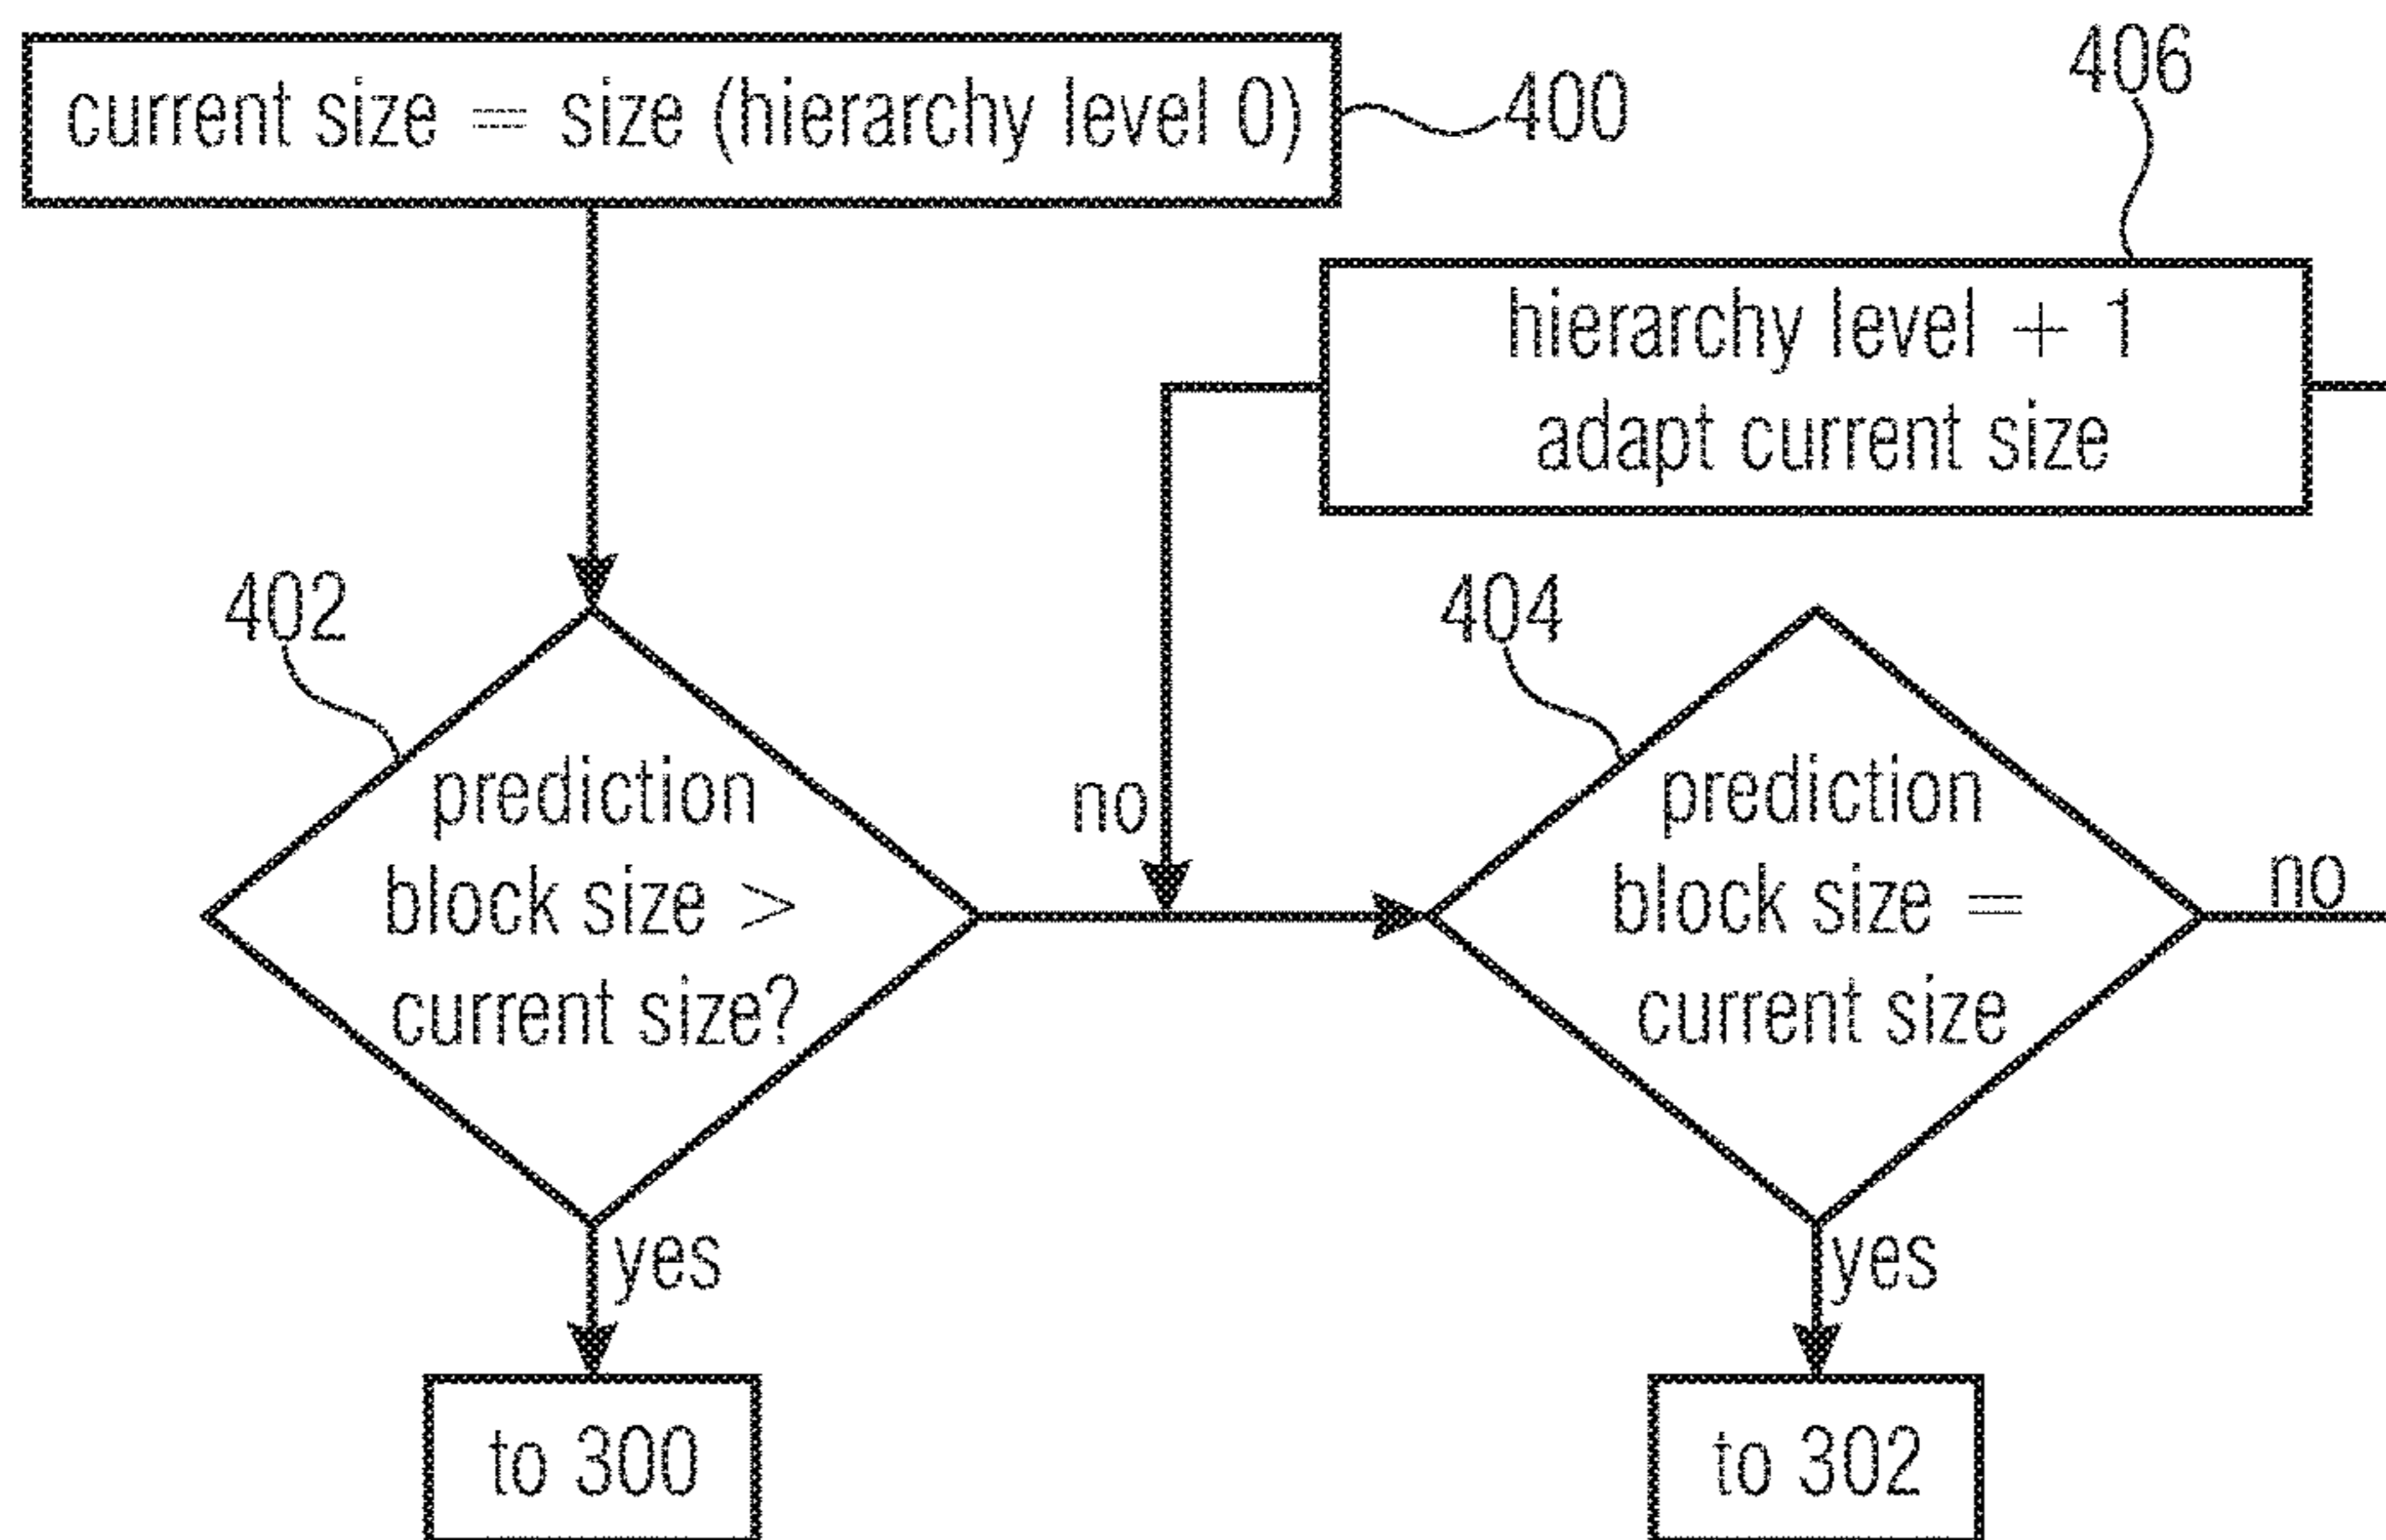 current size == size (hierarchy level 0)
400
406
hierarchy level + 1
adapt current size
402
prediction
block size >
current size?
no
404
prediction
block size =
current size
no
yes
yes
to 300
to 302